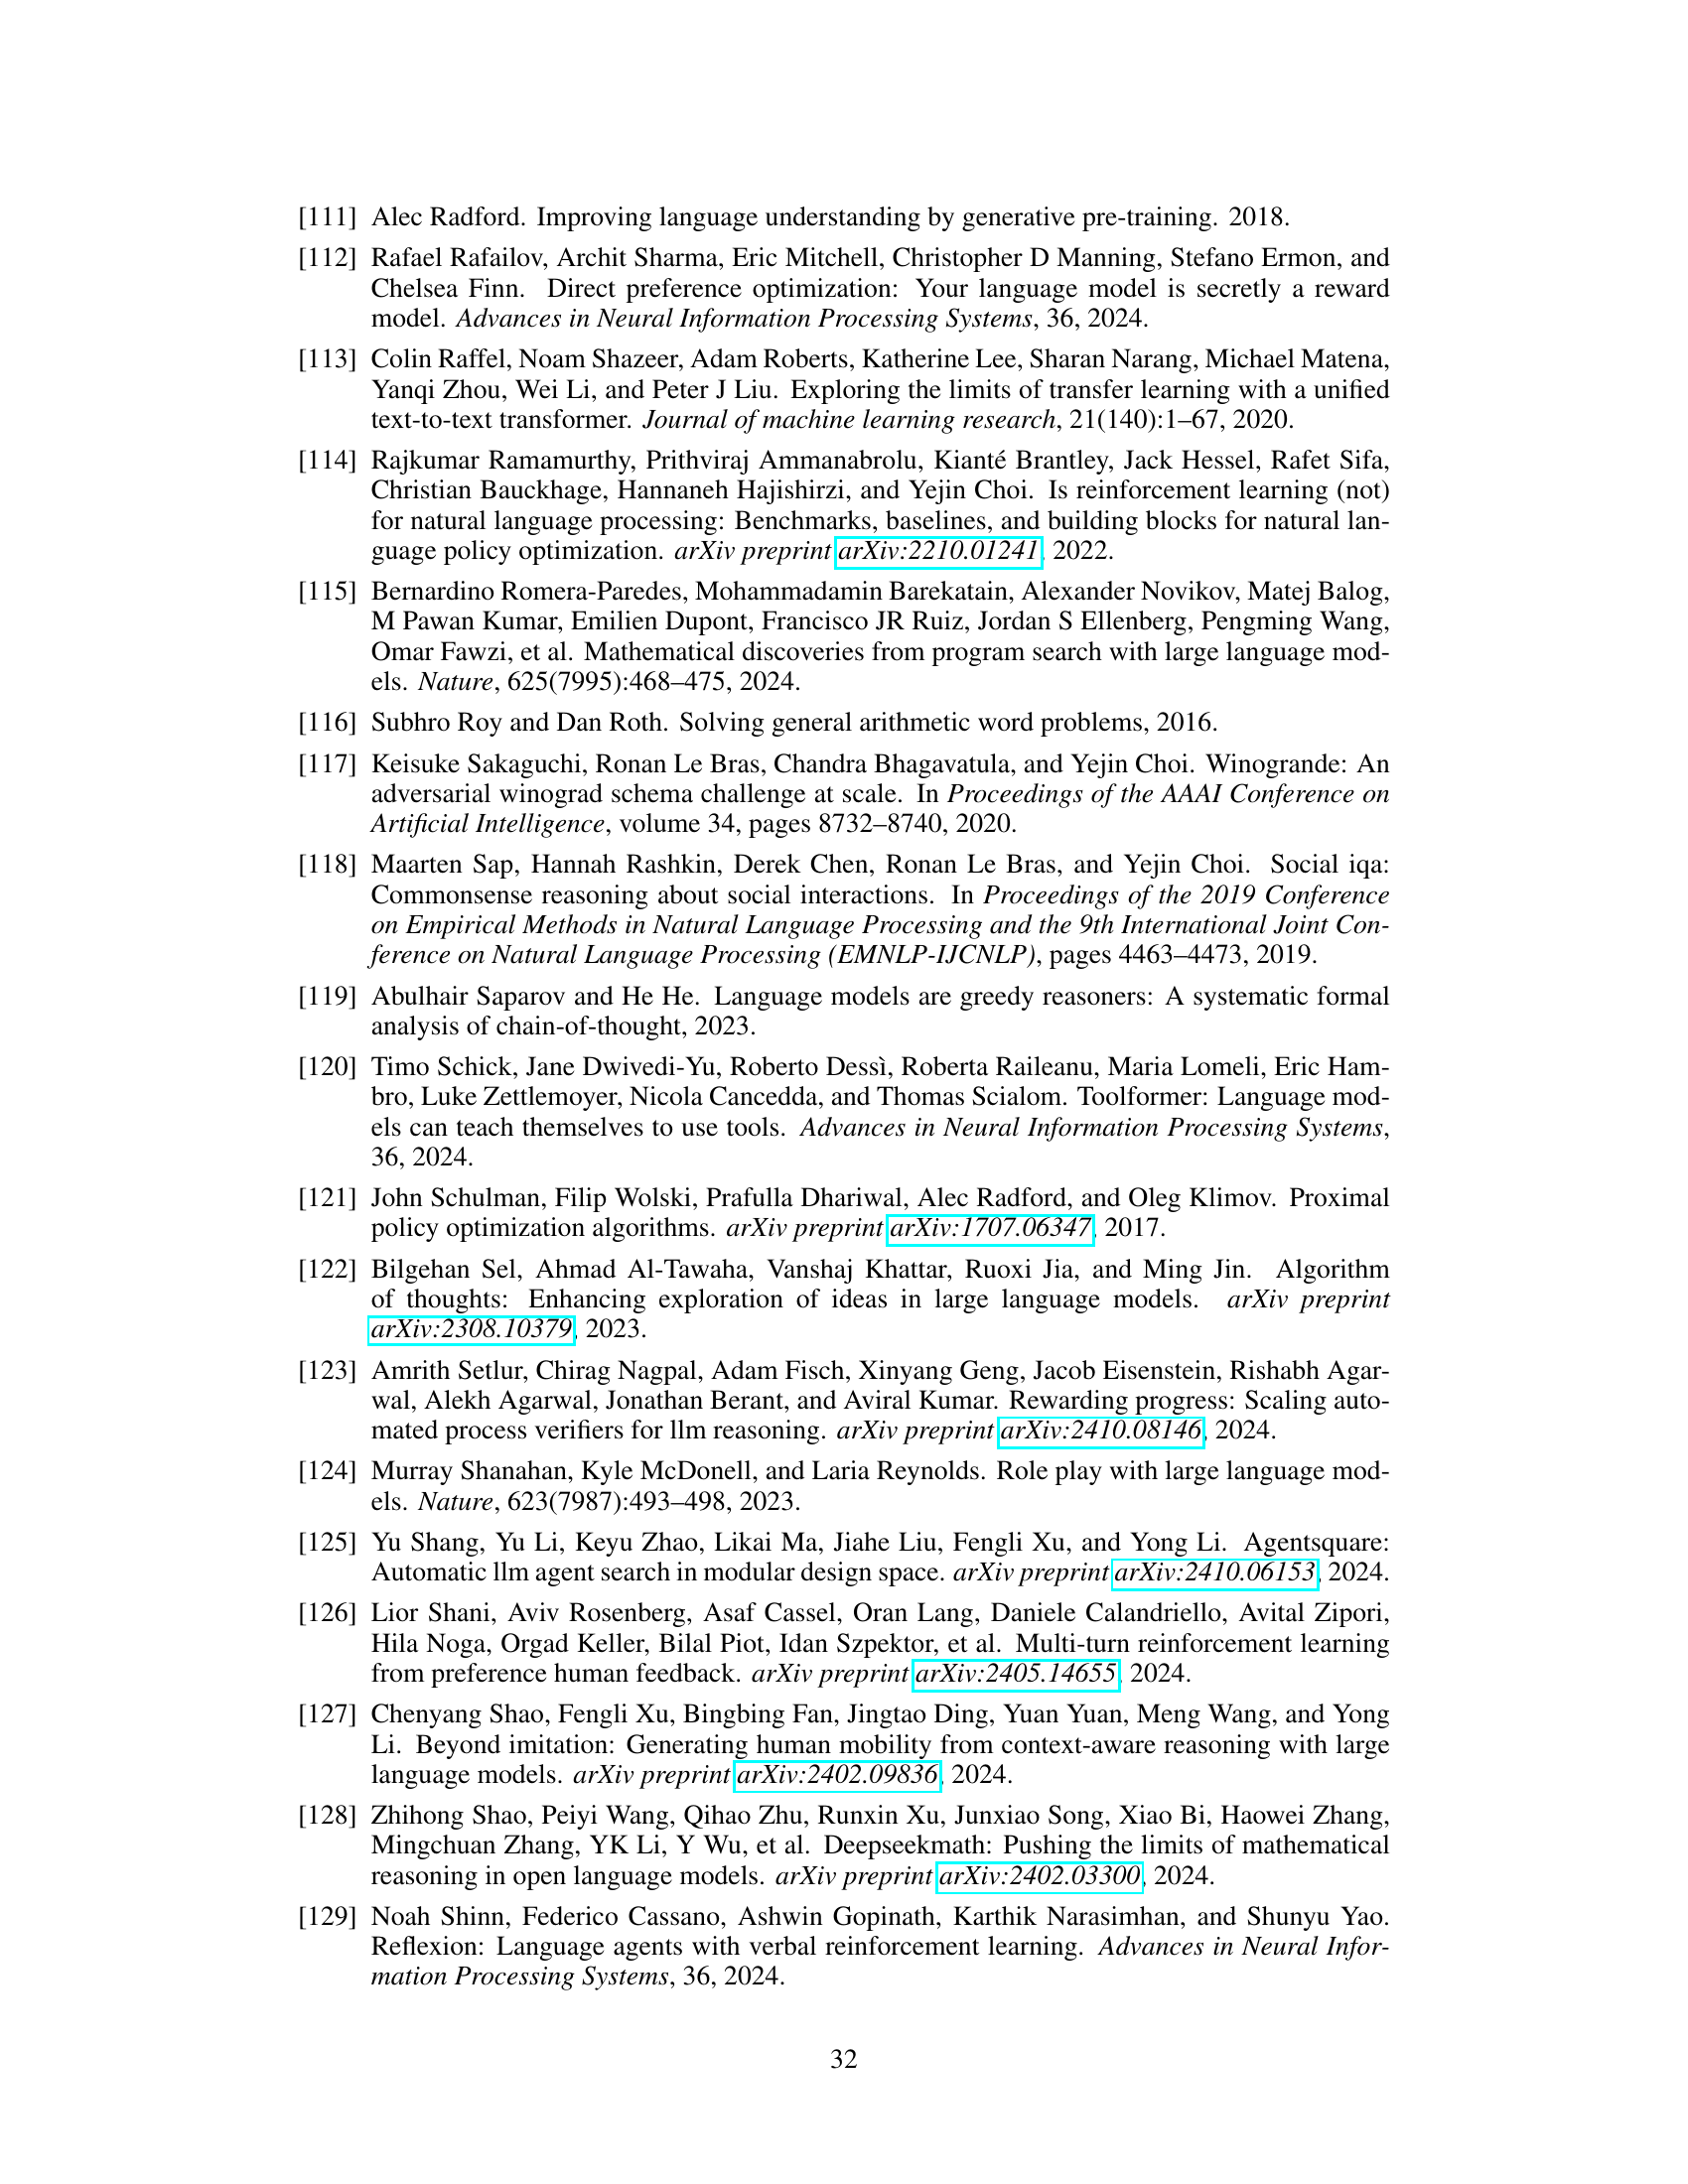 [111] Alec Radford. Improving language understanding by generative pre-training. 2018.
[112] Rafael Rafailov, Archit Sharma, Eric Mitchell, Christopher D Manning, Stefano Ermon, and
Chelsea Finn. Direct preference optimization: Your language model is secretly a reward
model. Advances in Neural Information Processing Systems, 36, 2024.
[113] Colin Raffel, Noam Shazeer, Adam Roberts, Katherine Lee, Sharan Narang, Michael Matena,
Yanqi Zhou, Wei Li, and Peter J Liu. Exploring the limits of transfer learning with a unified
text-to-text transformer. Journal of machine learning research, 21(140):1–67, 2020.
[114] Rajkumar Ramamurthy, Prithviraj Ammanabrolu, Kianté Brantley, Jack Hessel, Rafet Sifa,
Christian Bauckhage, Hannaneh Hajishirzi, and Yejin Choi. Is reinforcement learning (not)
for natural language processing: Benchmarks, baselines, and building blocks for natural lan-
guage policy optimization. arXiv preprint arXiv:2210.01241, 2022.
[115] Bernardino Romera-Paredes, Mohammadamin Barekatain, Alexander Novikov, Matej Balog,
M Pawan Kumar, Emilien Dupont, Francisco JR Ruiz, Jordan S Ellenberg, Pengming Wang,
Omar Fawzi, et al. Mathematical discoveries from program search with large language mod-
els. Nature, 625(7995):468–475, 2024.
[116] Subhro Roy and Dan Roth. Solving general arithmetic word problems, 2016.
[117] Keisuke Sakaguchi, Ronan Le Bras, Chandra Bhagavatula, and Yejin Choi. Winogrande: An
adversarial winograd schema challenge at scale. In Proceedings of the AAAI Conference on
Artificial Intelligence, volume 34, pages 8732–8740, 2020.
[118] Maarten Sap, Hannah Rashkin, Derek Chen, Ronan Le Bras, and Yejin Choi. Social iqa:
Commonsense reasoning about social interactions. In Proceedings of the 2019 Conference
on Empirical Methods in Natural Language Processing and the 9th International Joint Con-
ference on Natural Language Processing (EMNLP-IJCNLP), pages 4463–4473, 2019.
[119] Abulhair Saparov and He He. Language models are greedy reasoners: A systematic formal
analysis of chain-of-thought, 2023.
[120] Timo Schick, Jane Dwivedi-Yu, Roberto Dessì, Roberta Raileanu, Maria Lomeli, Eric Ham-
bro, Luke Zettlemoyer, Nicola Cancedda, and Thomas Scialom. Toolformer: Language mod-
els can teach themselves to use tools. Advances in Neural Information Processing Systems,
36, 2024.
[121] John Schulman, Filip Wolski, Prafulla Dhariwal, Alec Radford, and Oleg Klimov. Proximal
policy optimization algorithms. arXiv preprint arXiv:1707.06347, 2017.
[122] Bilgehan Sel, Ahmad Al-Tawaha, Vanshaj Khattar, Ruoxi Jia, and Ming Jin. Algorithm
of thoughts: Enhancing exploration of ideas in large language models. arXiv preprint
arXiv:2308.10379, 2023.
[123] Amrith Setlur, Chirag Nagpal, Adam Fisch, Xinyang Geng, Jacob Eisenstein, Rishabh Agar-
wal, Alekh Agarwal, Jonathan Berant, and Aviral Kumar. Rewarding progress: Scaling auto-
mated process verifiers for llm reasoning. arXiv preprint arXiv:2410.08146, 2024.
[124] Murray Shanahan, Kyle McDonell, and Laria Reynolds. Role play with large language mod-
els. Nature, 623(7987):493–498, 2023.
[125] Yu Shang, Yu Li, Keyu Zhao, Likai Ma, Jiahe Liu, Fengli Xu, and Yong Li. Agentsquare:
Automatic llm agent search in modular design space. arXiv preprint arXiv:2410.06153, 2024.
[126] Lior Shani, Aviv Rosenberg, Asaf Cassel, Oran Lang, Daniele Calandriello, Avital Zipori,
Hila Noga, Orgad Keller, Bilal Piot, Idan Szpektor, et al. Multi-turn reinforcement learning
from preference human feedback. arXiv preprint arXiv:2405.14655, 2024.
[127] Chenyang Shao, Fengli Xu, Bingbing Fan, Jingtao Ding, Yuan Yuan, Meng Wang, and Yong
Li. Beyond imitation: Generating human mobility from context-aware reasoning with large
language models. arXiv preprint arXiv:2402.09836, 2024.
[128] Zhihong Shao, Peiyi Wang, Qihao Zhu, Runxin Xu, Junxiao Song, Xiao Bi, Haowei Zhang,
Mingchuan Zhang, YK Li, Y Wu, et al. Deepseekmath: Pushing the limits of mathematical
reasoning in open language models. arXiv preprint arXiv:2402.03300, 2024.
[129] Noah Shinn, Federico Cassano, Ashwin Gopinath, Karthik Narasimhan, and Shunyu Yao.
Reflexion: Language agents with verbal reinforcement learning. Advances in Neural Infor-
mation Processing Systems, 36, 2024.
32